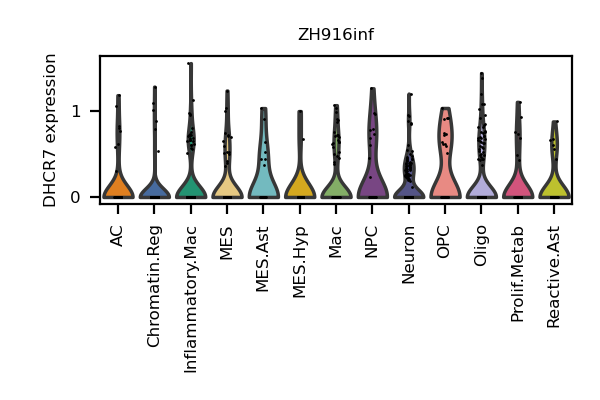 ZH916inf
DHCR7 expression
1
0
AC
Chromatin.Reg
Inflammatory.Mac
MES
MES.Ast
MES.Hyp
Mac
NPC
Neuron
OPC
Oligo
Prolif.Metab
Reactive.Ast